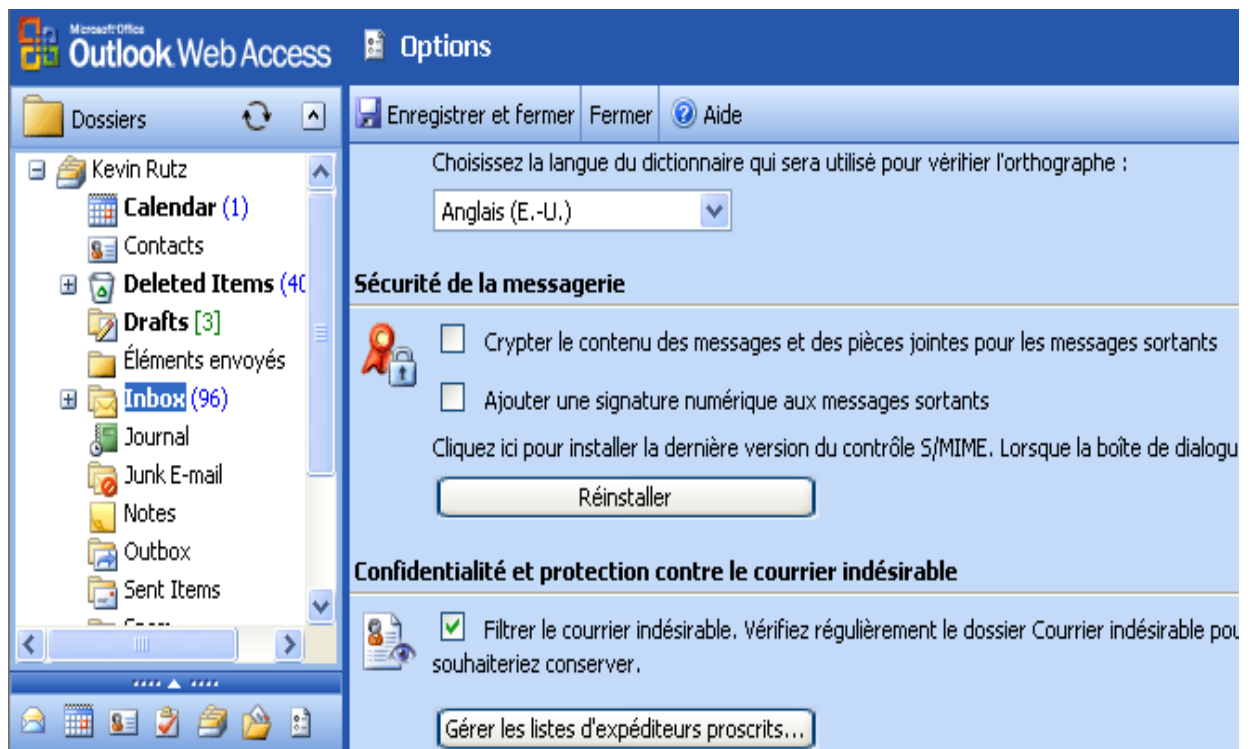 Microsoft Office
Outlook Web Access
Options
Dossiers
Enregistrer et fermer Fermer Aide
Kevin Rutz
Calendar (1)
Contacts
Deleted Items (40
Drafts [3]
Éléments envoyés
Inbox (96)
Journal
Junk E-mail
Notes
Outbox
Sent Items
Choisissez la langue du dictionnaire qui sera utilisé pour vérifier l'orthographe :
Anglais (E.-U.)
Sécurité de la messagerie
Crypter le contenu des messages et des pièces jointes pour les messages sortants
Ajouter une signature numérique aux messages sortants
Cliquez ici pour installer la dernière version du contrôle S/MIME. Lorsque la boîte de dialogu
Réinstaller
Confidentialité et protection contre le courrier indésirable
Filtrer le courrier indésirable. Vérifiez régulièrement le dossier Courrier indésirable pou
souhaiteriez conserver.
Gérer les listes d'expéditeurs proscrits...